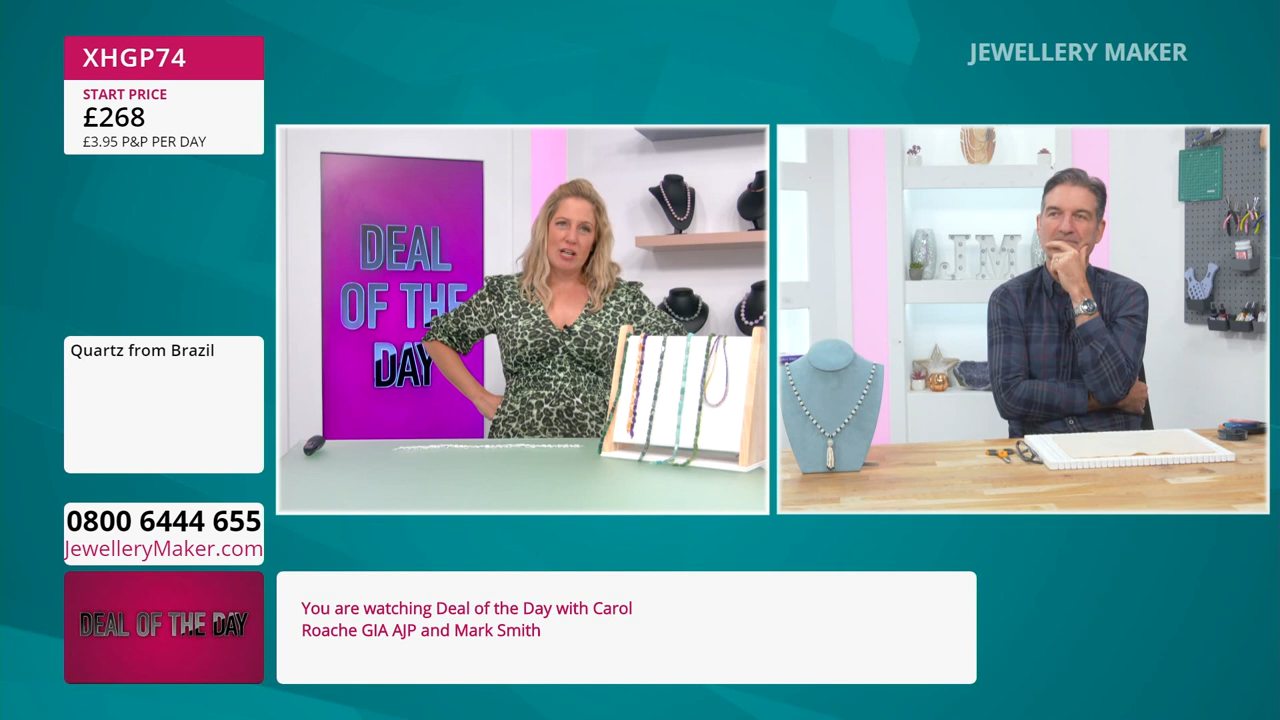 XHGP74
START PRICE
£268
£3.95 P&P PER DAY
JEWELLERY MAKER
DEAL
OF THE
DAY
JM
Quartz from Brazil
0800 6444 655
JewelleryMaker.com
DEAL OF THE DAY
You are watching Deal of the Day with Carol
Roache GIA AJP and Mark Smith